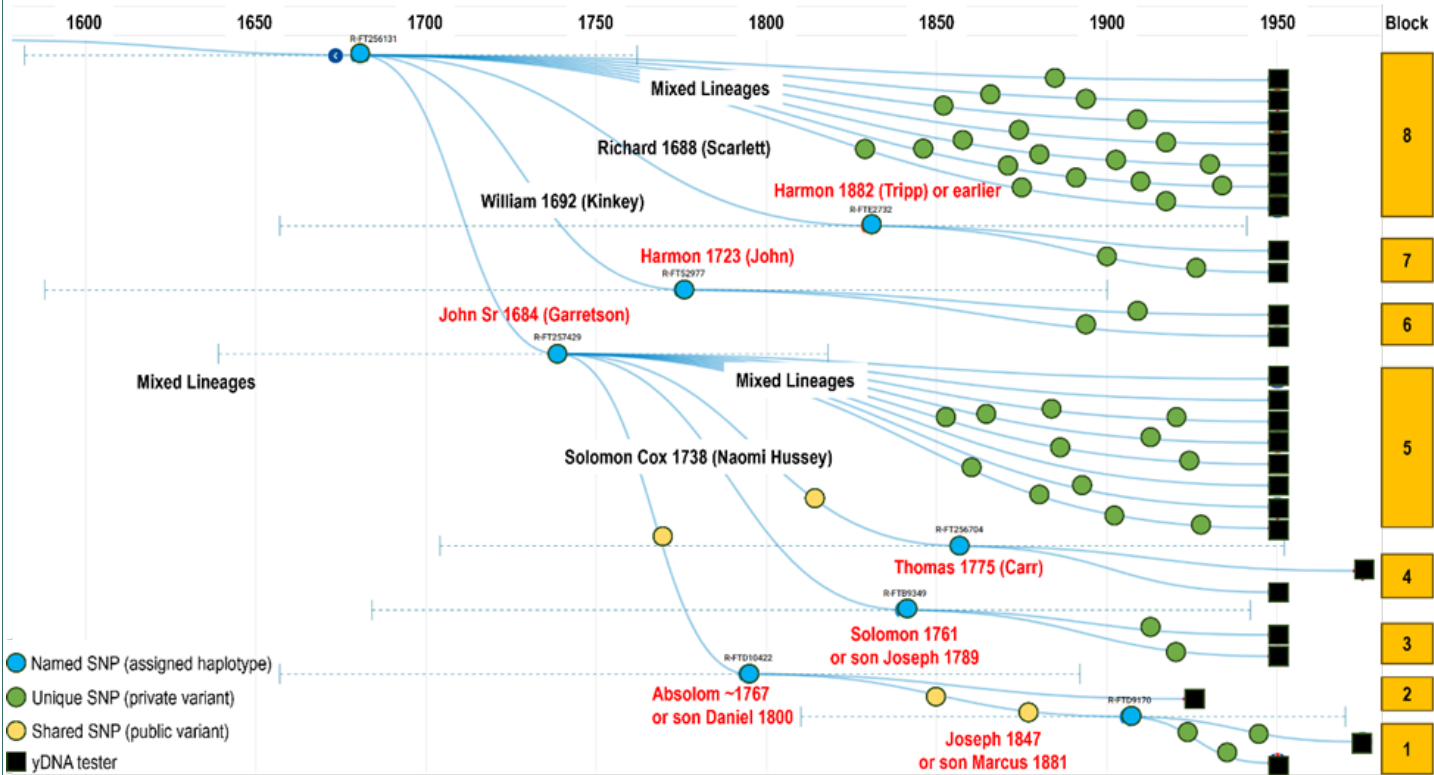 1600 1650 1700 1750 1800 1850 1900 1950 Block
R-FT256131
Mixed Lineages
8
Richard 1688 (Scarlett)
Harmon 1882 (Tripp) or earlier
William 1692 (Kinkey)
R-FTE2732
Harmon 1723 (John)
7
R-FTS2977
John Sr 1684 (Garretson)
6
R-FT257429
Mixed Lineages
Mixed Lineages
5
Solomon Cox 1738 (Naomi Hussey)
R-FT256704
Thomas 1775 (Carr)
4
R-FTB9349
Solomon 1761
or son Joseph 1789
3
Named SNP (assigned haplotype)
R-FTD10422
Absolom ~1767
or son Daniel 1800
2
Unique SNP (private variant)
R-FTD9170
Shared SNP (public variant)
Joseph 1847
or son Marcus 1881
1
yDNA tester